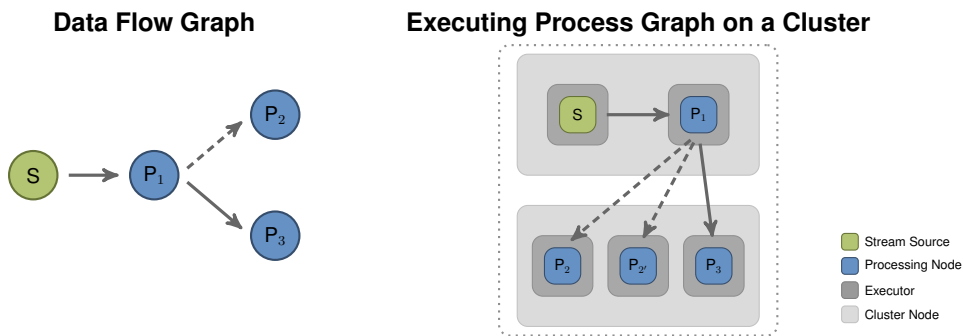 Data Flow Graph
Executing Process Graph on a Cluster
S
P₁
P₂
P₃
S
P₁
P₂
P₂′
P₃
Stream Source
Processing Node
Executor
Cluster Node